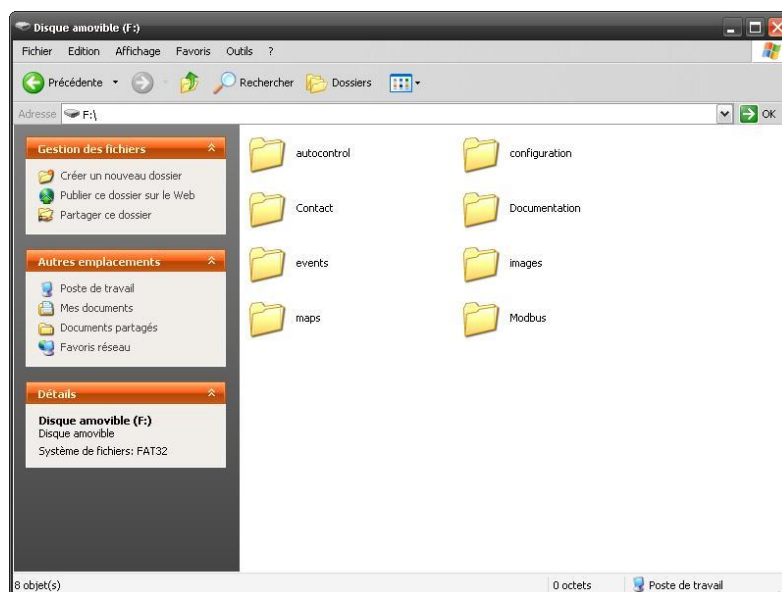 Disque amovible (F:)
Fichier Edition Affichage Favoris Outils ?
Précédente Rechercher Dossiers
Adresse F:\ OK
Gestion des fichiers
Créer un nouveau dossier
Publier ce dossier sur le Web
Partager ce dossier
Autres emplacements
Poste de travail
Mes documents
Documents partagés
Favoris réseau
Détails
Disque amovible (F:)
Disque amovible
Système de fichiers: FAT32
autocontrol configuration
Contact Documentation
events images
maps Modbus
8 objet(s) 0 octets Poste de travail